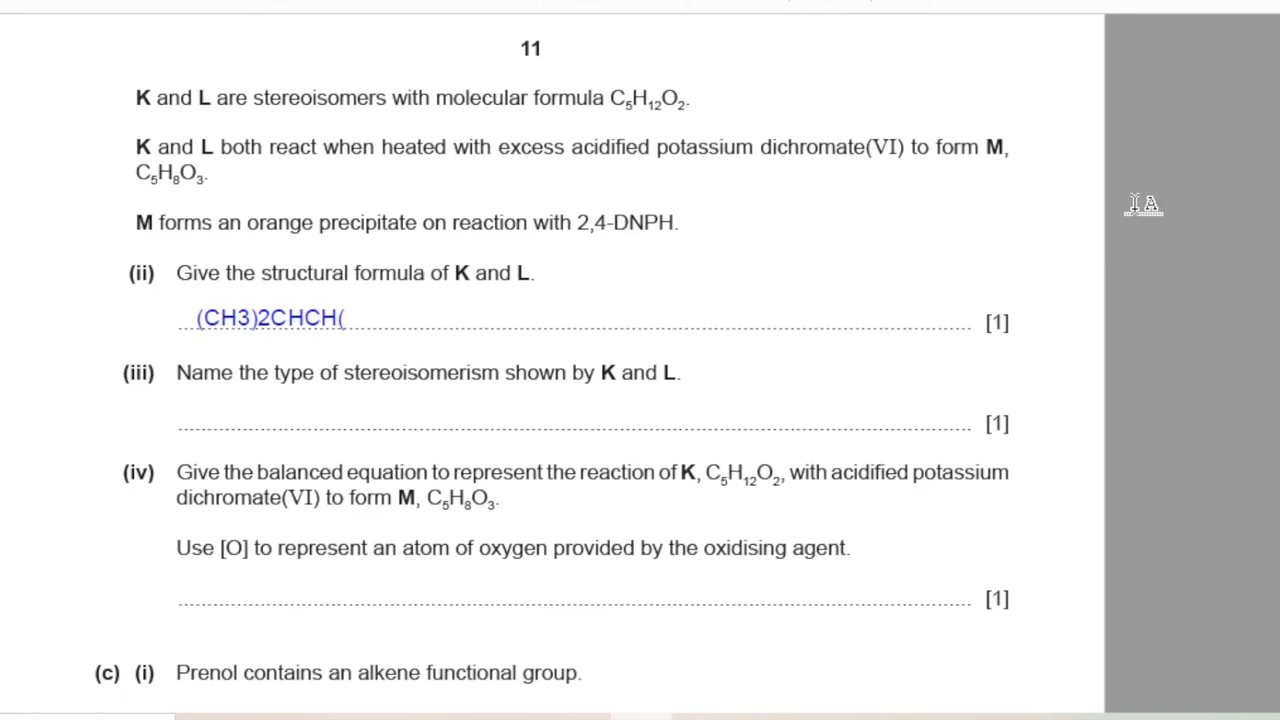 11
K and L are stereoisomers with molecular formula C₅H₁₂O₂.
K and L both react when heated with excess acidified potassium dichromate(VI) to form M,
C₅H₈O₃.
M forms an orange precipitate on reaction with 2,4-DNPH.
(ii) Give the structural formula of K and L.
(CH3)2CHCH( [1]
(iii) Name the type of stereoisomerism shown by K and L.
[1]
(iv) Give the balanced equation to represent the reaction of K, C₅H₁₂O₂, with acidified potassium
dichromate(VI) to form M, C₅H₈O₃.
Use [O] to represent an atom of oxygen provided by the oxidising agent.
[1]
(c) (i) Prenol contains an alkene functional group.